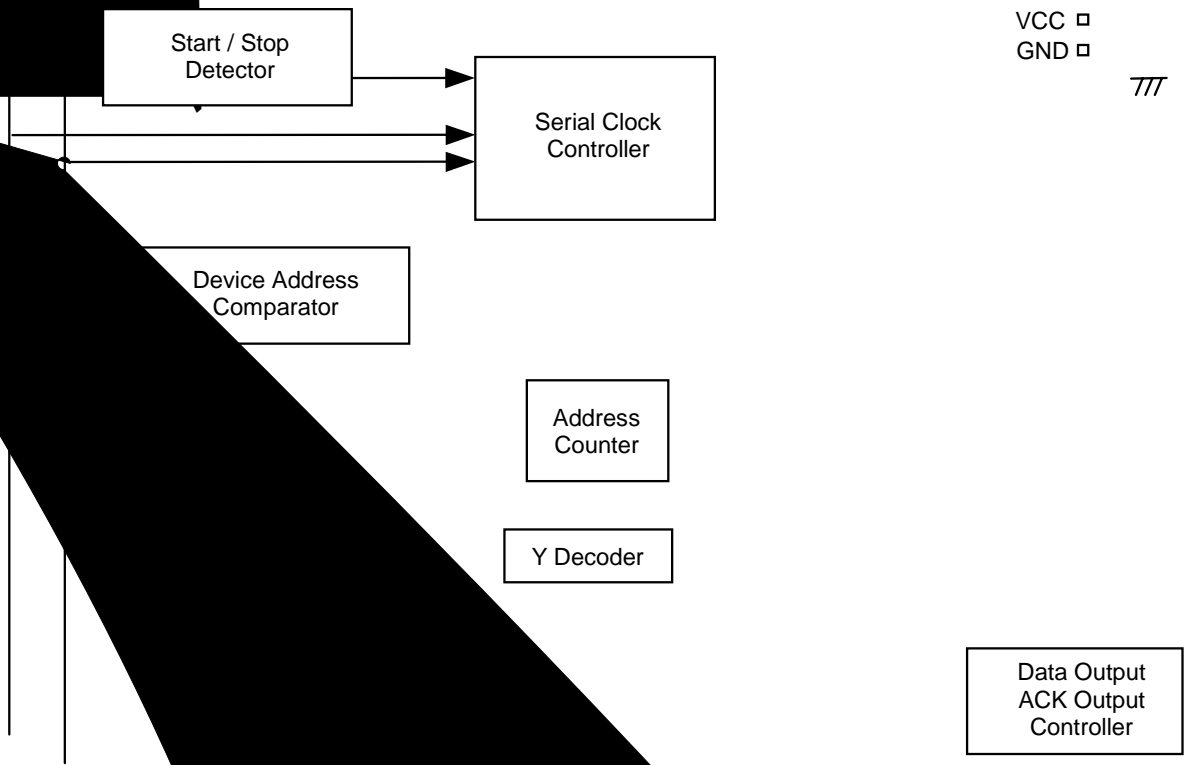 Start / Stop
Detector
VCC
GND
Serial Clock
Controller
Device Address
Comparator
Address
Counter
Y Decoder
Data Output
ACK Output
Controller